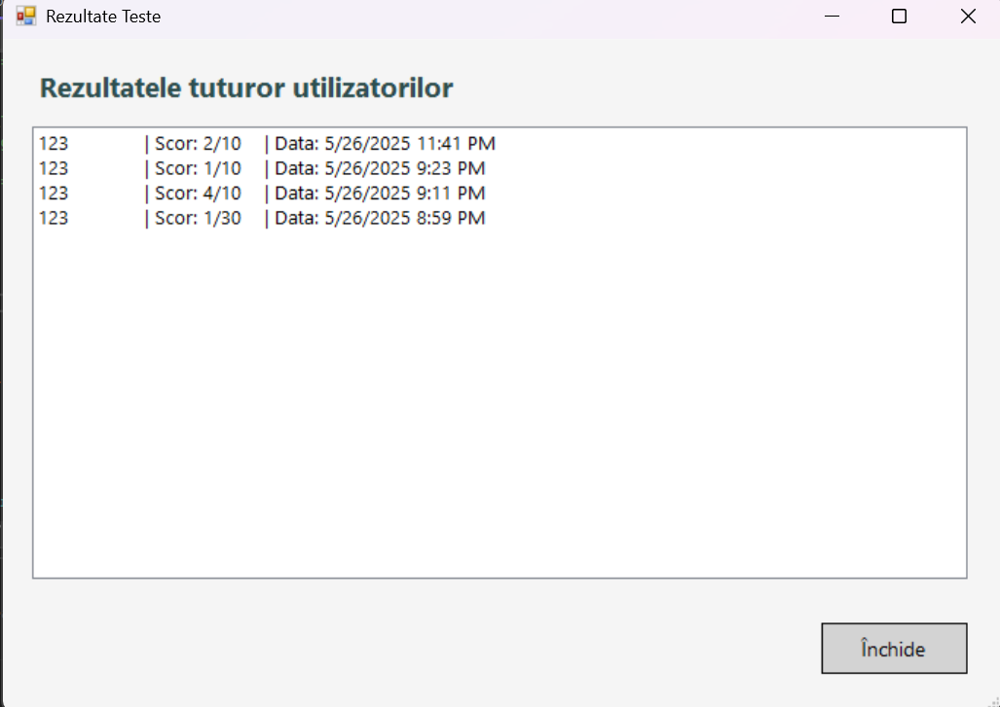 Rezultate Teste
Rezultatele tuturor utilizatorilor
123 | Scor: 2/10 | Data: 5/26/2025 11:41 PM
123 | Scor: 1/10 | Data: 5/26/2025 9:23 PM
123 | Scor: 4/10 | Data: 5/26/2025 9:11 PM
123 | Scor: 1/30 | Data: 5/26/2025 8:59 PM
Închide